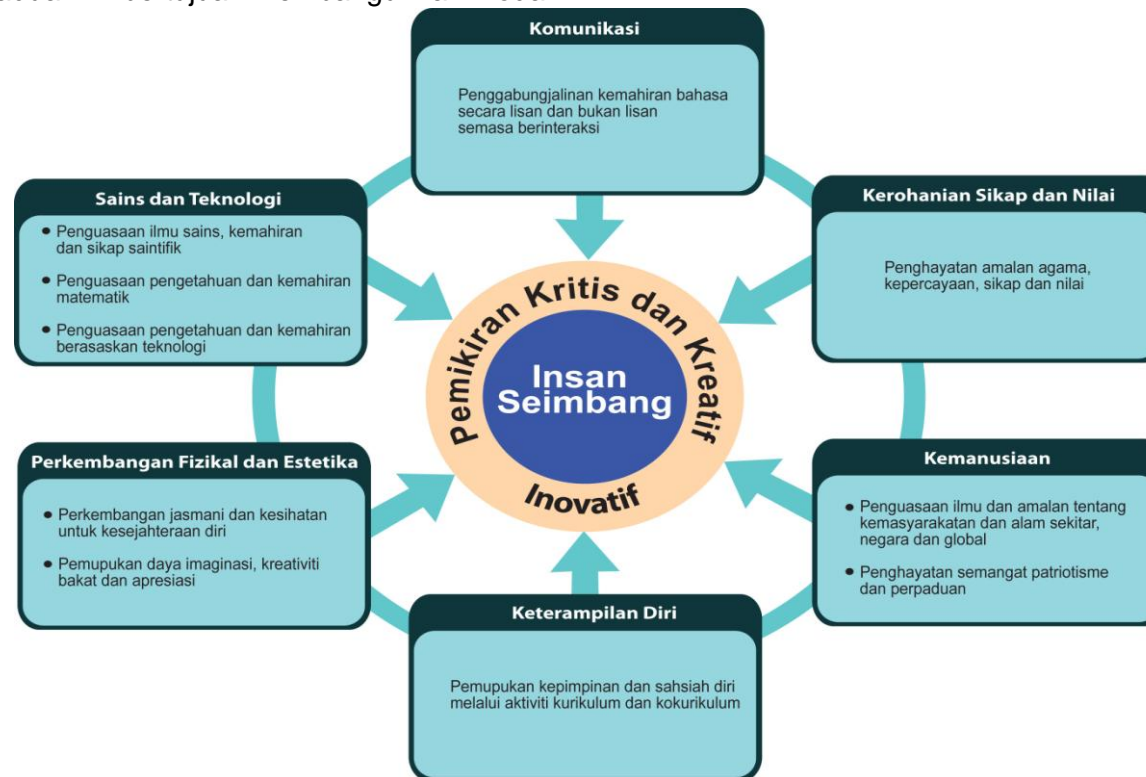 Komunikasi
Penggabungjalinan kemahiran bahasa
secara lisan dan bukan lisan
semasa berinteraksi
Sains dan Teknologi
• Penguasaan ilmu sains, kemahiran
dan sikap saintifik
• Penguasaan pengetahuan dan kemahiran
matematik
• Penguasaan pengetahuan dan kemahiran
berasaskan teknologi
Kerohanian Sikap dan Nilai
Penghayatan amalan agama,
kepercayaan, sikap dan nilai
Pemikiran Kritis dan Kreatif
Insan
Seimbang
Inovatif
Perkembangan Fizikal dan Estetika
• Perkembangan jasmani dan kesihatan
untuk kesejahteraan diri
• Pemupukan daya imaginasi, kreativiti
bakat dan apresiasi
Kemanusiaan
• Penguasaan ilmu dan amalan tentang
kemasyarakatan dan alam sekitar,
negara dan global
• Penghayatan semangat patriotisme
dan perpaduan
Keterampilan Diri
Pemupukan kepimpinan dan sahsiah diri
melalui aktiviti kurikulum dan kokurikulum